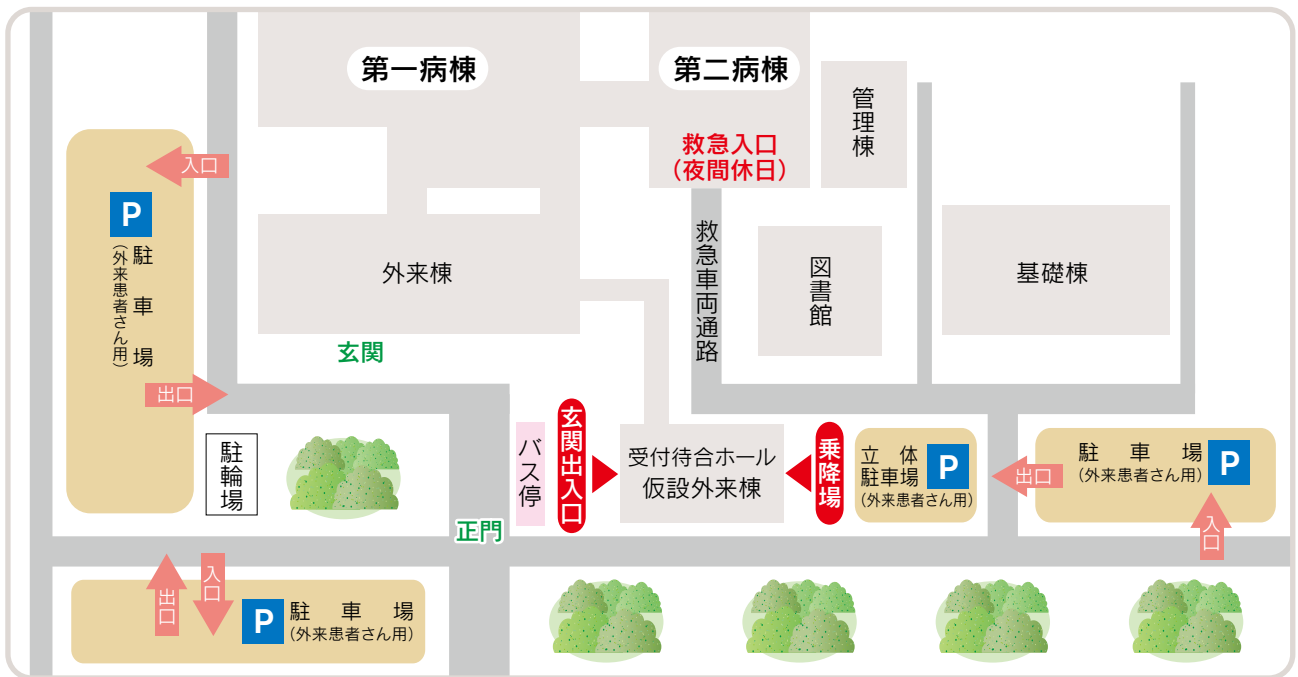 第一病棟
第二病棟
管理棟
救急入口
(夜間休日)
入口
P
駐車場
(外来患者さん用)
出口
外来棟
玄関
救急車両通路
図書館
基礎棟
駐輪場
バス停
玄関出入口
受付待合ホール
仮設外来棟
乗降場
立体
駐車場
(外来患者さん用)
P
出口
駐車場
(外来患者さん用)
P
入口
正門
出口
入口
P
駐車場
(外来患者さん用)